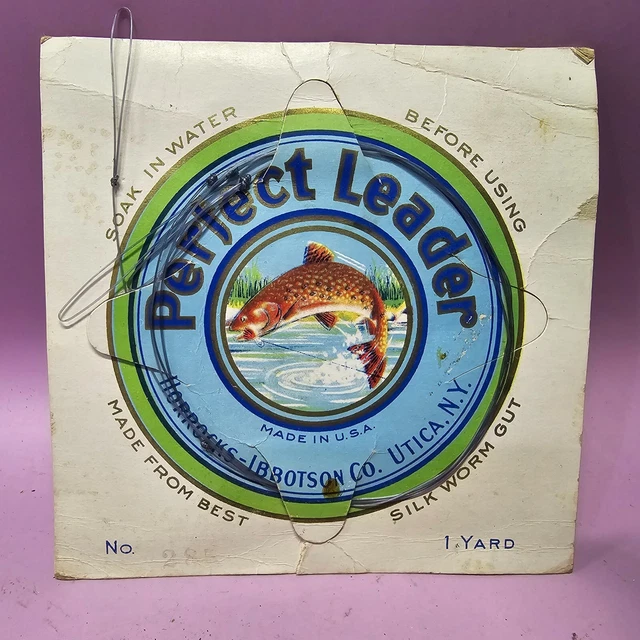 SOAK IN WATER
BEFORE USING
Perfect Leader
MADE IN U.S.A.
HORROCKS-IBBOTSON CO. UTICA, N.Y.
MADE FROM BEST
SILK WORM GUT
NO.
1 YARD